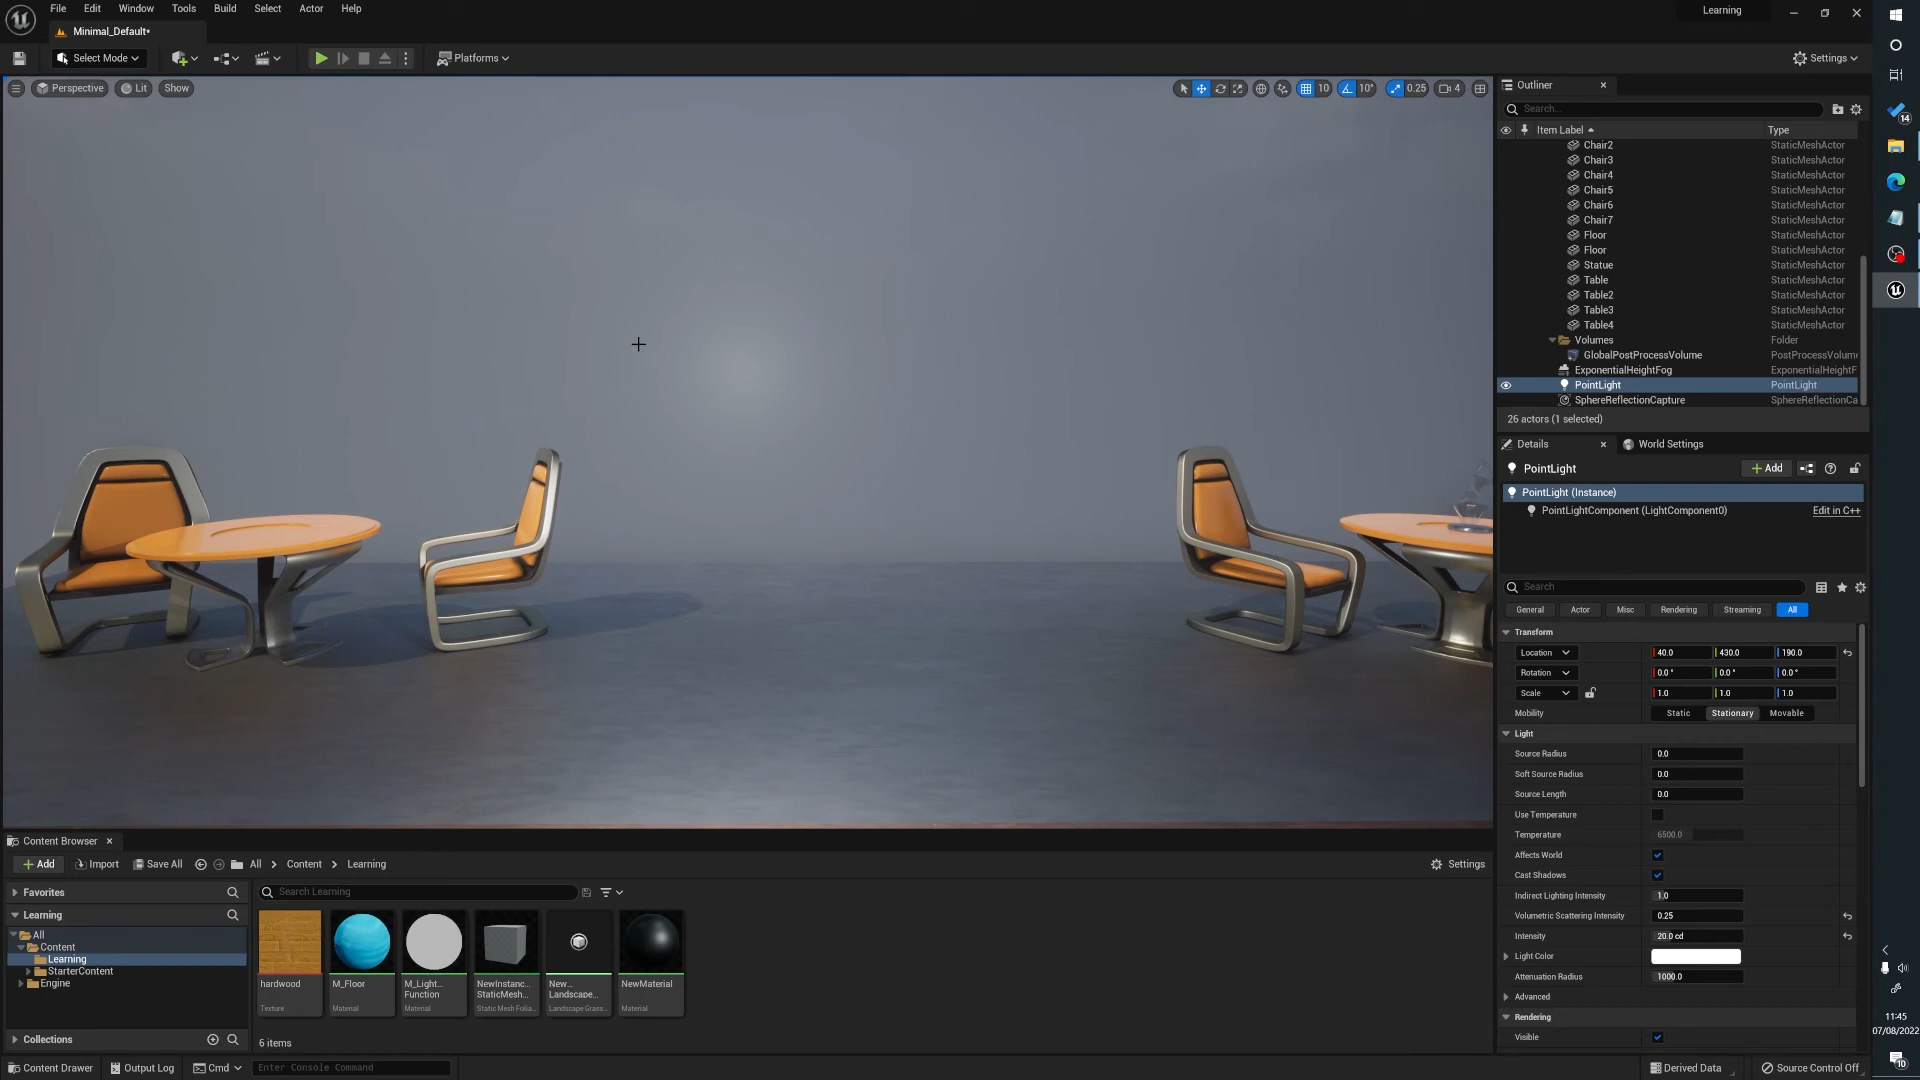 File Edit Window Tools Build Select Actor Help
Learning
Minimal_Default*
Select Mode
Platforms
Settings
Perspective Lit Show
10 10° 0.25 4
Outliner
Search...
Item Label Type
Chair2 StaticMeshActor
Chair3 StaticMeshActor
Chair4 StaticMeshActor
Chair5 StaticMeshActor
Chair6 StaticMeshActor
Chair7 StaticMeshActor
Floor StaticMeshActor
Floor StaticMeshActor
Statue StaticMeshActor
Table StaticMeshActor
Table2 StaticMeshActor
Table3 StaticMeshActor
Table4 StaticMeshActor
Volumes Folder
GlobalPostProcessVolume PostProcessVolum
ExponentialHeightFog ExponentialHeightF
PointLight PointLight
SphereReflectionCapture SphereReflectionCa
26 actors (1 selected)
Details World Settings
PointLight + Add
PointLight (Instance)
PointLightComponent (LightComponent0) Edit in C++
Search
General Actor Misc Rendering Streaming All
Transform
Location 40.0 430.0 190.0
Rotation 0.0 ° 0.0 ° 0.0 °
Scale 1.0 1.0 1.0
Mobility Static Stationary Movable
Light
Source Radius 0.0
Soft Source Radius 0.0
Source Length 0.0
Use Temperature
Temperature 6500.0
Affects World
Cast Shadows
Indirect Lighting Intensity 1.0
Volumetric Scattering Intensity 0.25
Intensity 20.0 cd
Light Color
Attenuation Radius 1000.0
Advanced
Rendering
Visible
Content Browser
+ Add Import Save All All > Content > Learning Settings
Favorites
Search Learning
Learning
All
Content
Learning
StarterContent
Engine
Collections
hardwood
Texture
M_Floor
Material
M_Light...
Function
Material
NewInstanc...
StaticMesh...
Static Mesh Folia...
New...
Landscape...
Landscape Grass...
NewMaterial
Material
6 items
Content Drawer Output Log Cmd Enter Console Command
Derived Data Source Control Off
14
11:45
07/08/2022
10